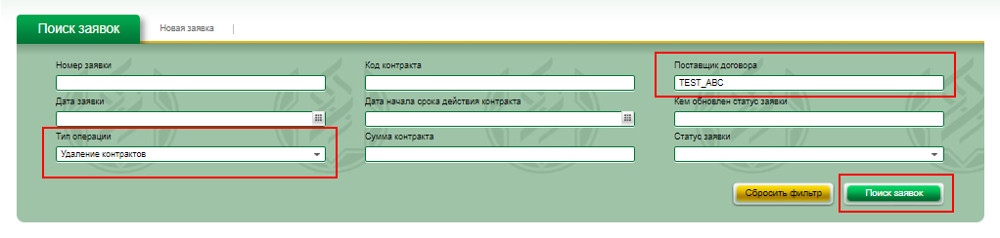 Поиск заявок
Новая заявка
Номер заявки
Код контракта
Поставщик договора
TEST_ABC
Дата заявки
Дата начала срока действия контракта
Кем обновлен статус заявки
Тип операции
Сумма контракта
Статус заявки
Удаление контрактов
Сбросить фильтр
Поиск заявок